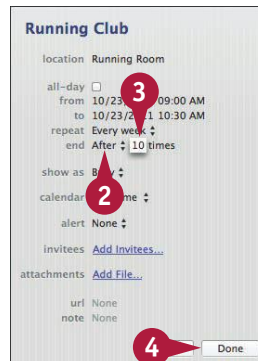 Running Club
location Running Room
all-day
from 10/23/ 09:00 AM
to 10/23/2 1 10:30 AM
repeat Every week
end After 10 times
show as B y
calendar me
alert None
invitees Add Invitees...
attachments Add File...
url None
note None
Done
3
2
4